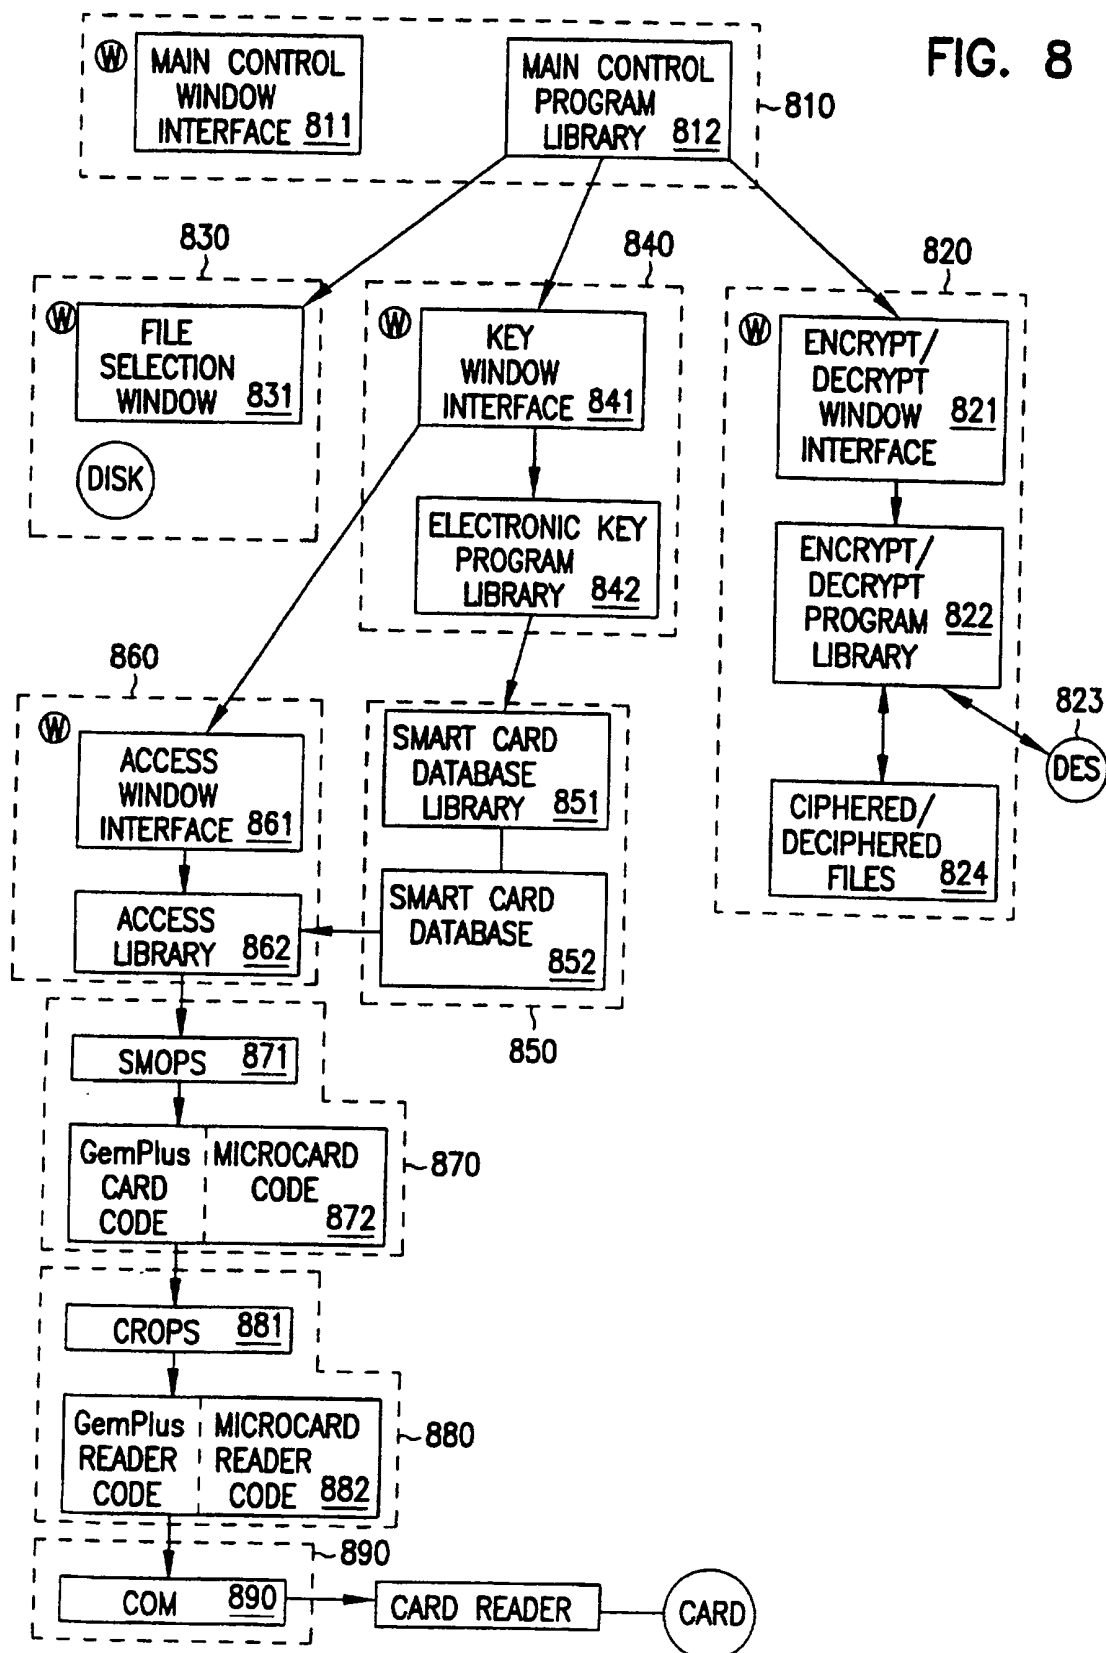 FIG. 8
W
MAIN CONTROL
WINDOW
INTERFACE 811
MAIN CONTROL
PROGRAM
LIBRARY 812
810
830
W
FILE
SELECTION
WINDOW 831
DISK
840
W
KEY
WINDOW
INTERFACE 841
ELECTRONIC KEY
PROGRAM
LIBRARY 842
820
W
ENCRYPT/
DECRYPT
WINDOW 821
INTERFACE
ENCRYPT/
DECRYPT
PROGRAM 822
LIBRARY
823
DES
CIPHERED/
DECIPHERED
FILES 824
860
W
ACCESS
WINDOW
INTERFACE 861
ACCESS
LIBRARY 862
SMART CARD
DATABASE
LIBRARY 851
SMART CARD
DATABASE
852
850
SMOPS 871
GemPlus
CARD
CODE
MICROCARD
CODE
872
870
CROPS 881
GemPlus
READER
CODE
MICROCARD
READER
CODE 882
880
890
COM 890
CARD READER
CARD